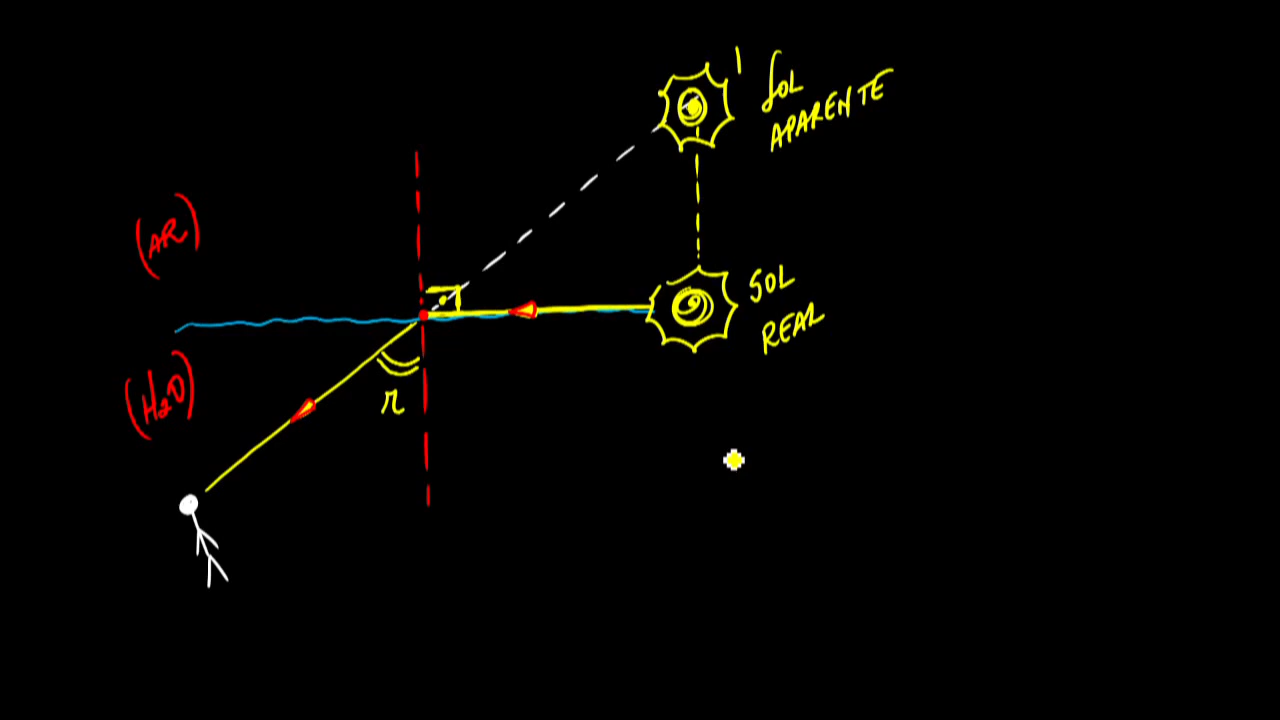 SOL
APARENTE
(AR)
SOL
REAL
(H2O)
r